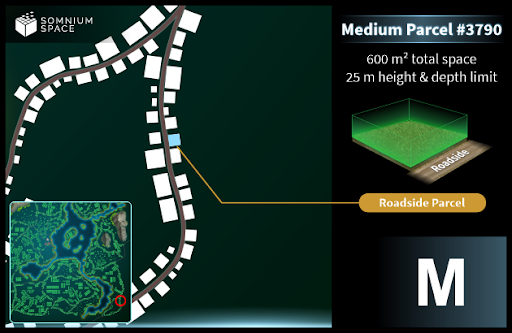 SOMNIUM
SPACE
Medium Parcel #3790
600 m² total space
25 m height & depth limit
Roadside
Roadside Parcel
M